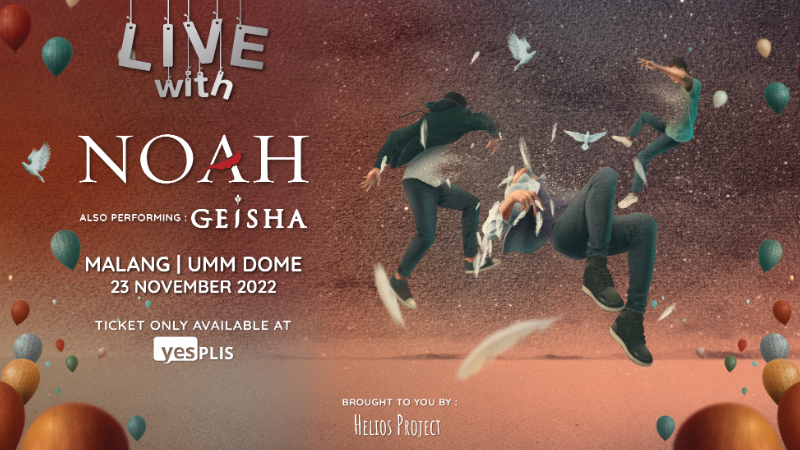 LIVE
with
NOAH
ALSO PERFORMING : GEISHA
MALANG | UMM DOME
23 NOVEMBER 2022
TICKET ONLY AVAILABLE AT
yesPLIS
BROUGHT TO YOU BY :
HELIOS PROJECT